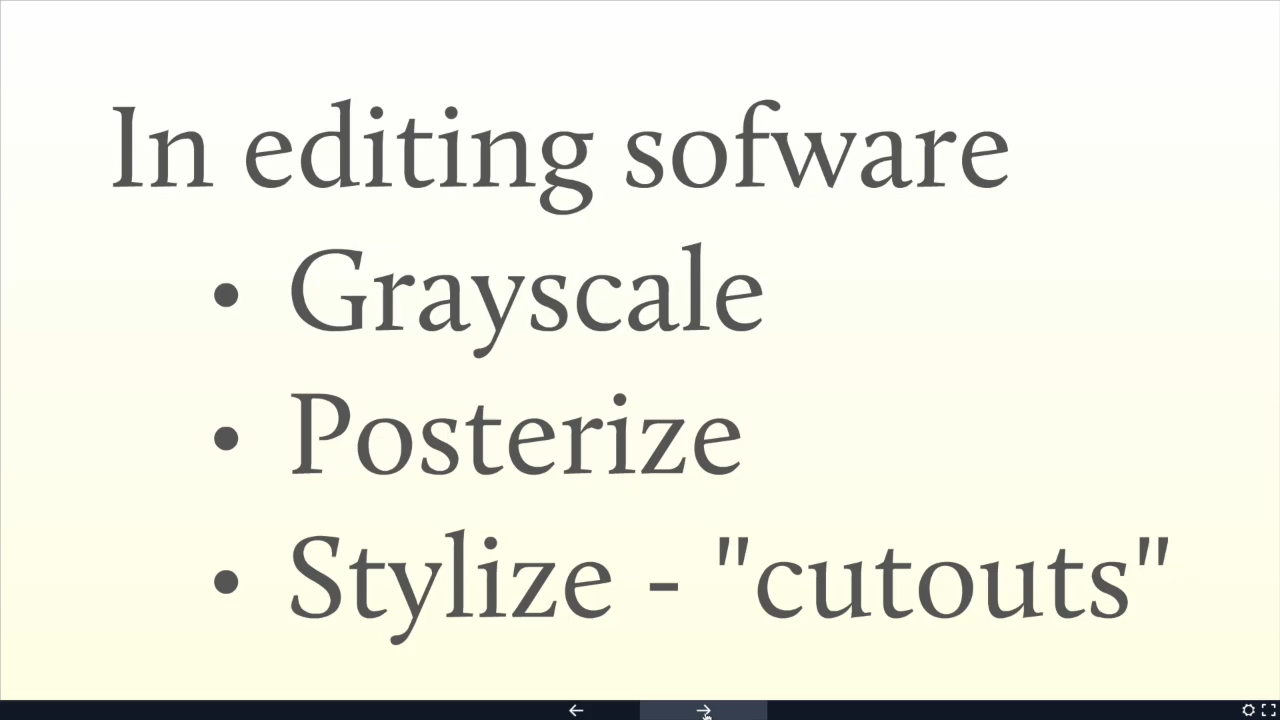 In editing sofware
• Grayscale
• Posterize
• Stylize - "cutouts"